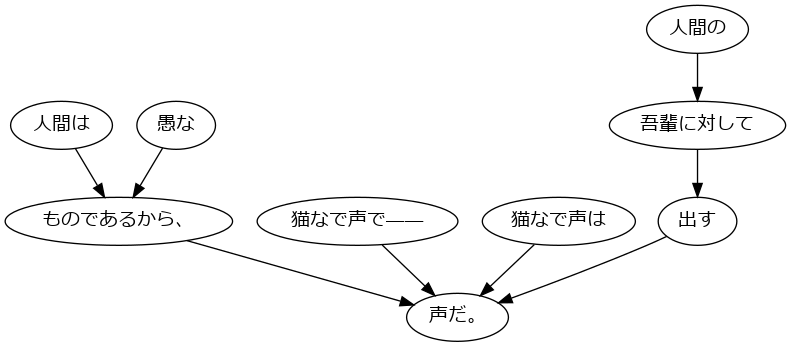 人間の
人間は
愚な
吾輩に対して
ものであるから、
猫なで声で——
猫なで声は
出す
声だ。